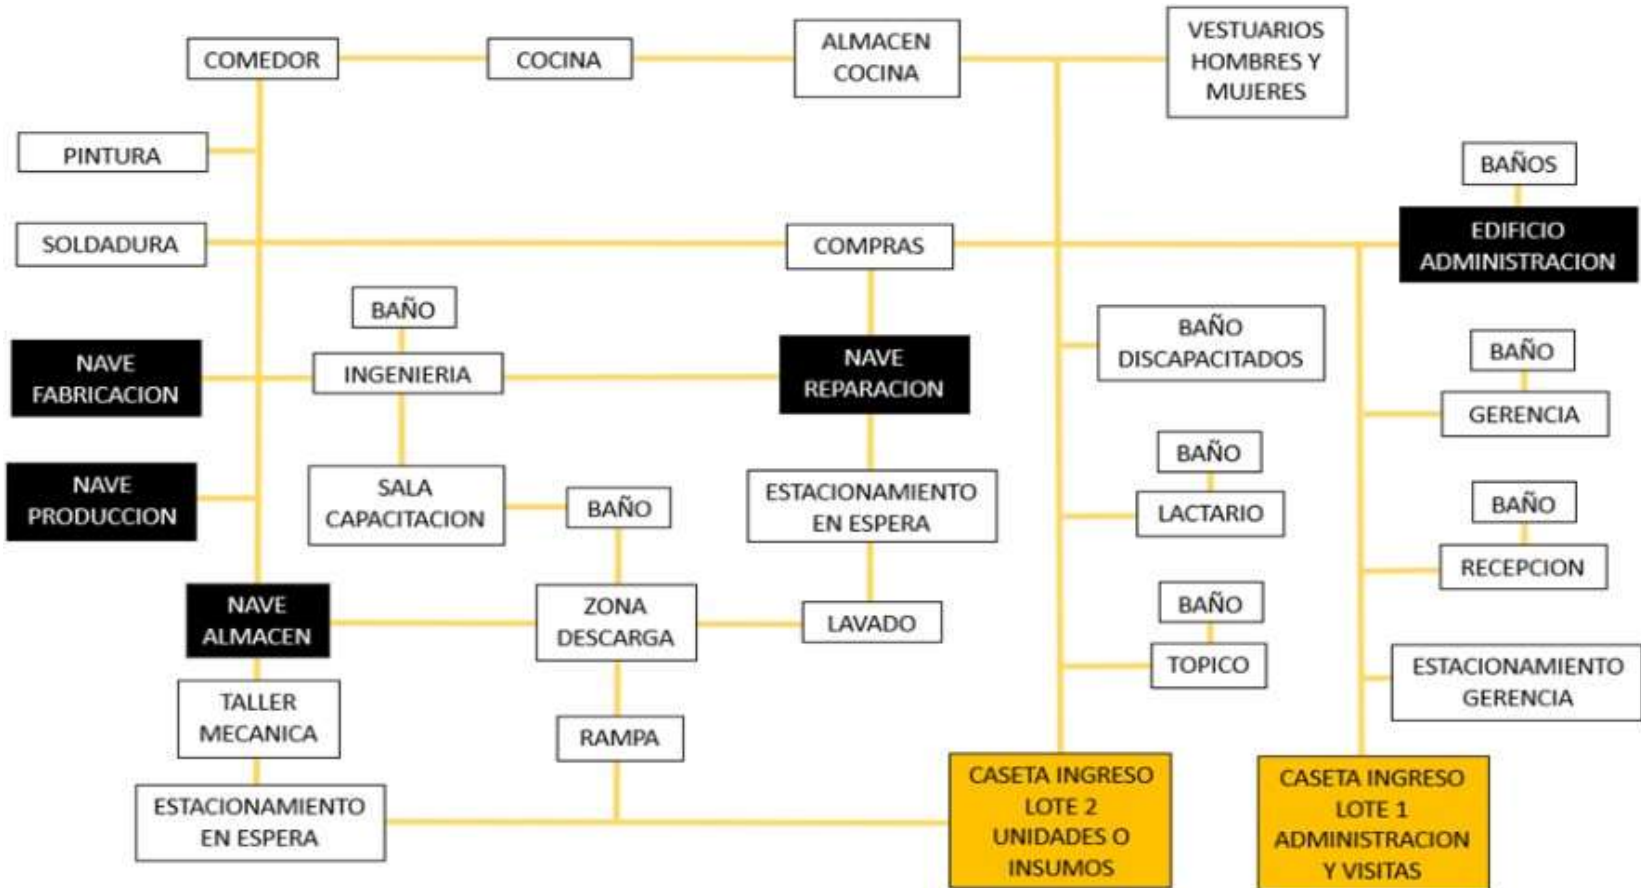 COMEDOR
COCINA
ALMACEN
COCINA
VESTUARIOS
HOMBRES Y
MUJERES
PINTURA
BAÑOS
SOLDADURA
COMPRAS
EDIFICIO
ADMINISTRACION
BAÑO
NAVE
FABRICACION
INGENIERIA
NAVE
REPARACION
BAÑO
DISCAPACITADOS
BAÑO
GERENCIA
NAVE
PRODUCCION
SALA
CAPACITACION
BAÑO
ESTACIONAMIENTO
EN ESPERA
BAÑO
LACTARIO
BAÑO
RECEPCION
NAVE
ALMACEN
ZONA
DESCARGA
LAVADO
BAÑO
TOPICO
ESTACIONAMIENTO
GERENCIA
TALLER
MECANICA
RAMPA
ESTACIONAMIENTO
EN ESPERA
CASETA INGRESO
LOTE 2
UNIDADES O
INSUMOS
CASETA INGRESO
LOTE 1
ADMINISTRACION
Y VISITAS